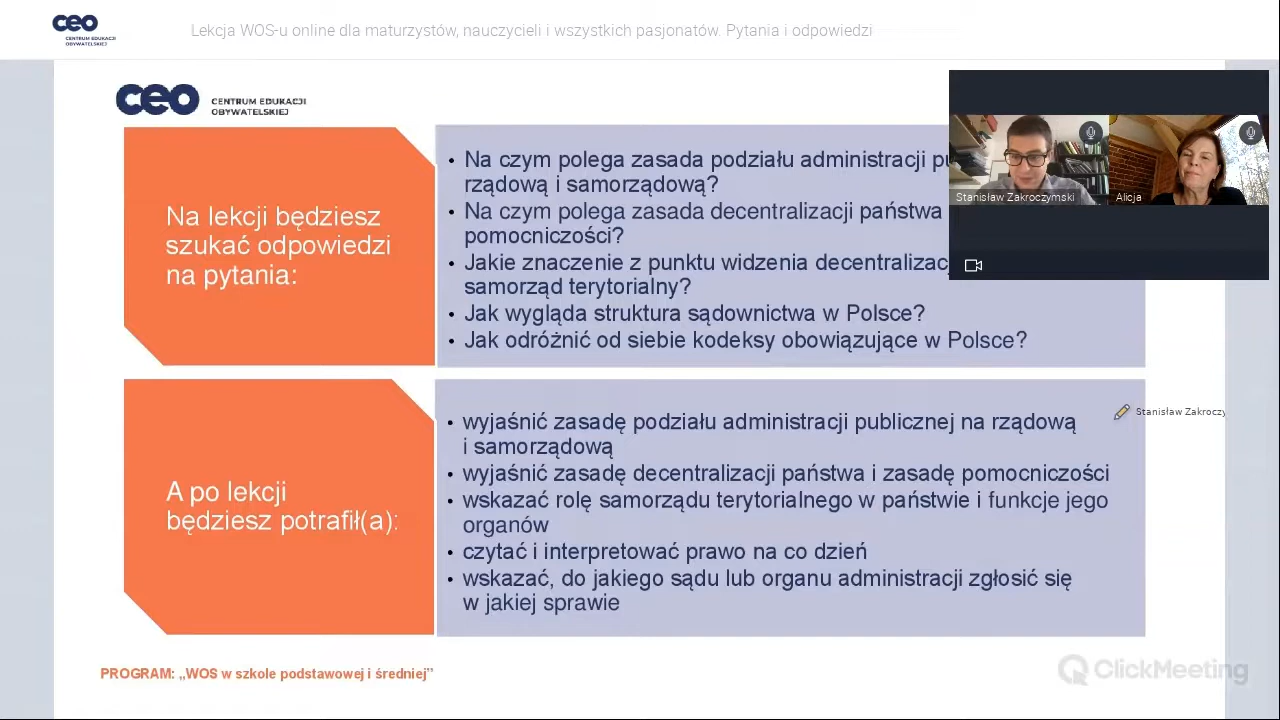 ceo
CENTRUM EDUKACJI
OBYWATELSKIEJ
Lekcja WOS-u online dla maturzystów, nauczycieli i wszystkich pasjonatów. Pytania i odpowiedzi
ceo
CENTRUM EDUKACJI
OBYWATELSKIEJ
Na lekcji będziesz
szukać odpowiedzi
na pytania:
• Na czym polega zasada podziału administracji
rządową i samorządową?
• Na czym polega zasada decentralizacji państwa
pomocniczości?
• Jakie znaczenie z punktu widzenia
samorząd terytorialny?
• Jak wygląda struktura sądownictwa w Polsce?
• Jak odróżnić od siebie kodeksy obowiązujące w Polsce?
Stanisław Zakroczymski
Alicja
A po lekcji
będziesz potrafił(a):
• wyjaśnić zasadę podziału administracji publicznej na rządową
i samorządową
• wyjaśnić zasadę decentralizacji państwa i zasadę pomocniczości
• wskazać rolę samorządu terytorialnego w państwie i funkcje jego
organów
• czytać i interpretować prawo na co dzień
• wskazać, do jakiego sądu lub organu administracji zgłosić się
w jakiej sprawie
Stanisław Zakroczy
PROGRAM: „WOS w szkole podstawowej i średniej”
ClickMeeting